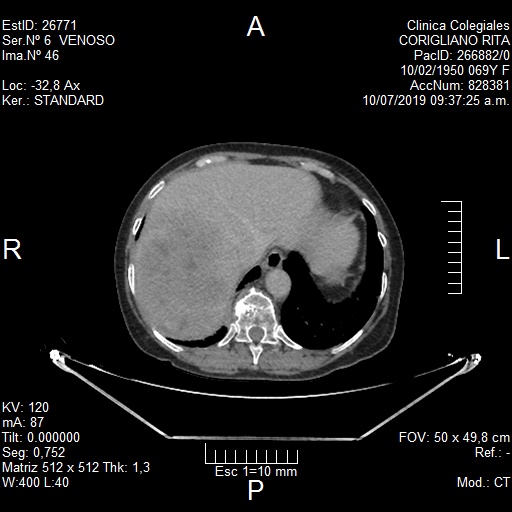 EstID: 26771
Ser.Nº 6 VENOSO
Ima.Nº 46
Loc: -32,8 Ax
Ker.: STANDARD
A
Clinica Colegiales
CORIGLIANO RITA
PacID: 266882/0
10/02/1950 069Y F
AccNum: 828381
10/07/2019 09:37:25 a.m.
R
L
KV: 120
mA: 87
Tilt: 0.000000
Seg: 0,752
Matriz 512 x 512 Thk: 1,3
W:400 L:40
Esc 1=10 mm
P
FOV: 50 x 49,8 cm
Ref.: -
Mod.: CT